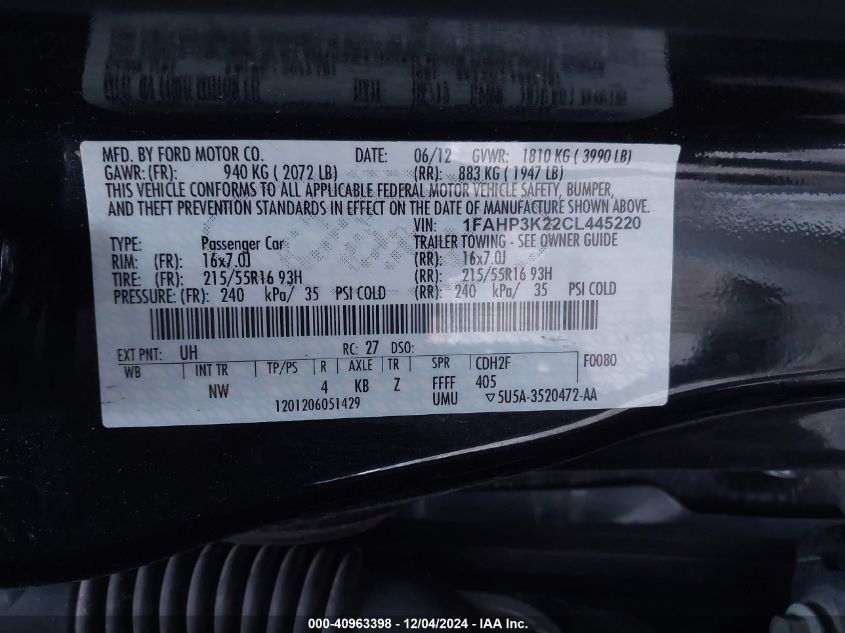 MFD. BY FORD MOTOR CO. DATE: 06/12 GVWR: 1810 KG ( 3990 LB)
GAWR: (FR): 940 KG ( 2072 LB) (RR): 883 KG ( 1947 LB)
THIS VEHICLE CONFORMS TO ALL APPLICABLE FEDERAL MOTOR VEHICLE SAFETY, BUMPER,
AND THEFT PREVENTION STANDARDS IN EFFECT ON THE DATE OF MANUFACTURE SHOWN ABOVE.
VIN: 1FAHP3K22CL445220
TYPE: Passenger Car TRAILER TOWING - SEE OWNER GUIDE
RIM: (FR): 16x7.0J (RR): 16x7.0J
TIRE: (FR): 215/55R16 93H (RR): 215/55R16 93H
PRESSURE: (FR): 240 kPa/ 35 PSI COLD (RR): 240 kPa/ 35 PSI COLD
EXT PNT: UH RC: 27 DSO: F0080
WB INT TR TP/PS R AXLE TR SPR CDH2F
NW 4 KB Z FFFF 405
1201206051429 UMU ▽5U5A-3520472-AA
000-40963398 - 12/04/2024 - IAA Inc.